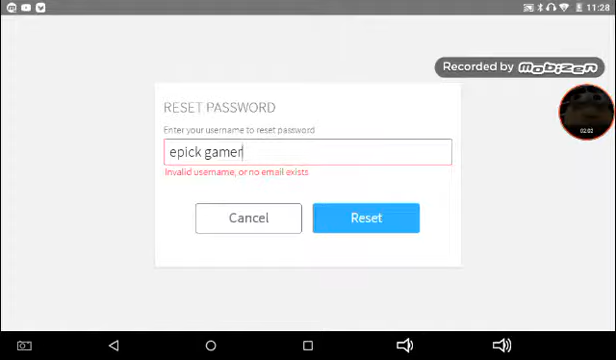 11:28
Recorded by mobizen
RESET PASSWORD
Enter your username to reset password
epick gamer
Invalid username, or no email exists
02:02
Cancel
Reset